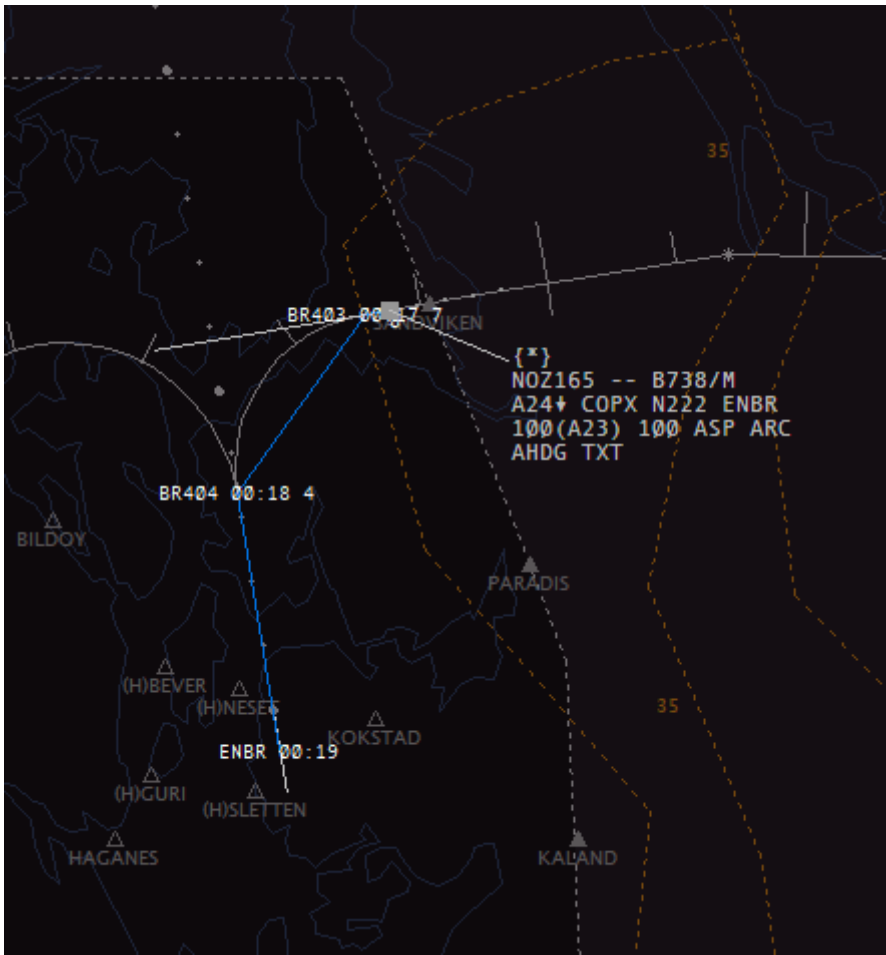 35
BR403 00:17 7
SANDVIKEN
{*}
NOZ165 -- B738/M
A24↓ COPX N222 ENBR
100(A23) 100 ASP ARC
AHDG TXT
BR404 00:18 4
BILDOY
PARADIS
(H)BEVER
(H)NESET
35
KOKSTAD
ENBR 00:19
(H)GURI
(H)SLETTEN
HAGANES
KALAND